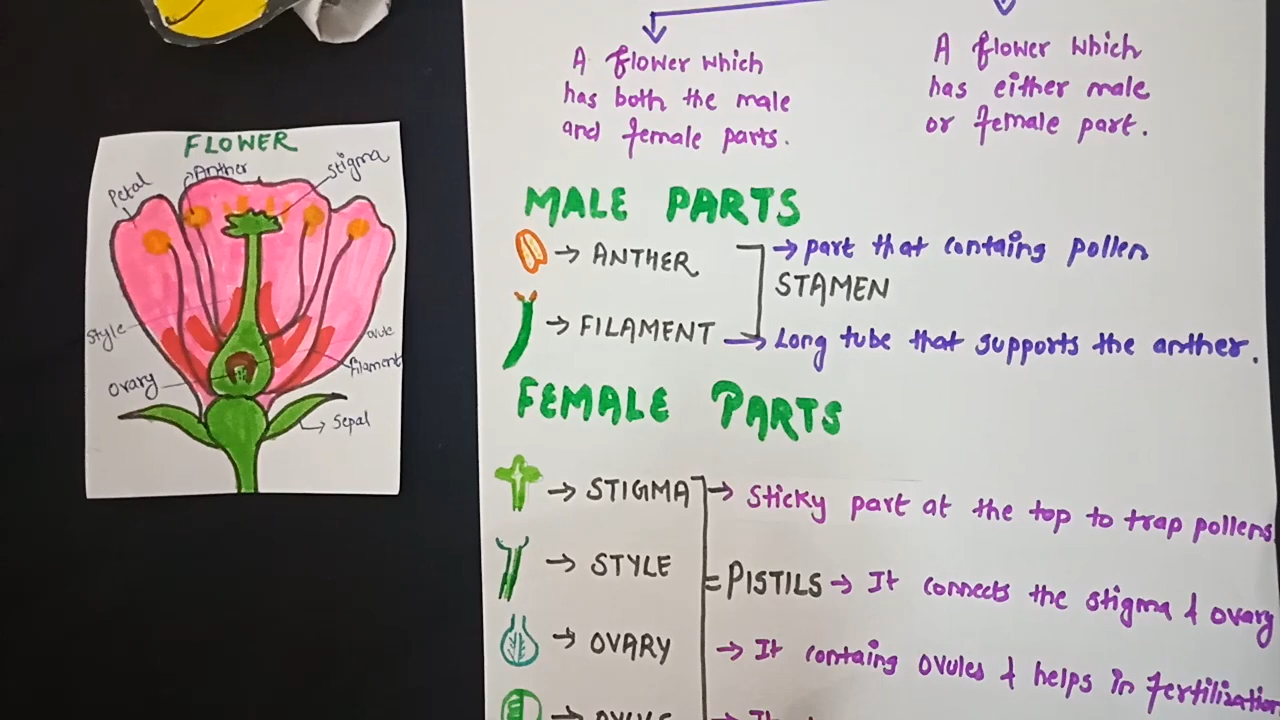 FLOWER
Petal
Anther
Stigma
Style
Ovary
filament
Sepal
A flower which
has both the male
and female parts.
A flower which
has either male
or female part.
MALE PARTS
→ ANTHER → part that containg pollen
STAMEN
→ FILAMENT → Long tube that supports the anther.
FEMALE PARTS
→ STIGMA → Sticky part at the top to trap pollens
→ STYLE
= PISTILS → It connects the stigma & ovary
→ OVARY → It containg ovules & helps in fertilization
→ OVULE → It